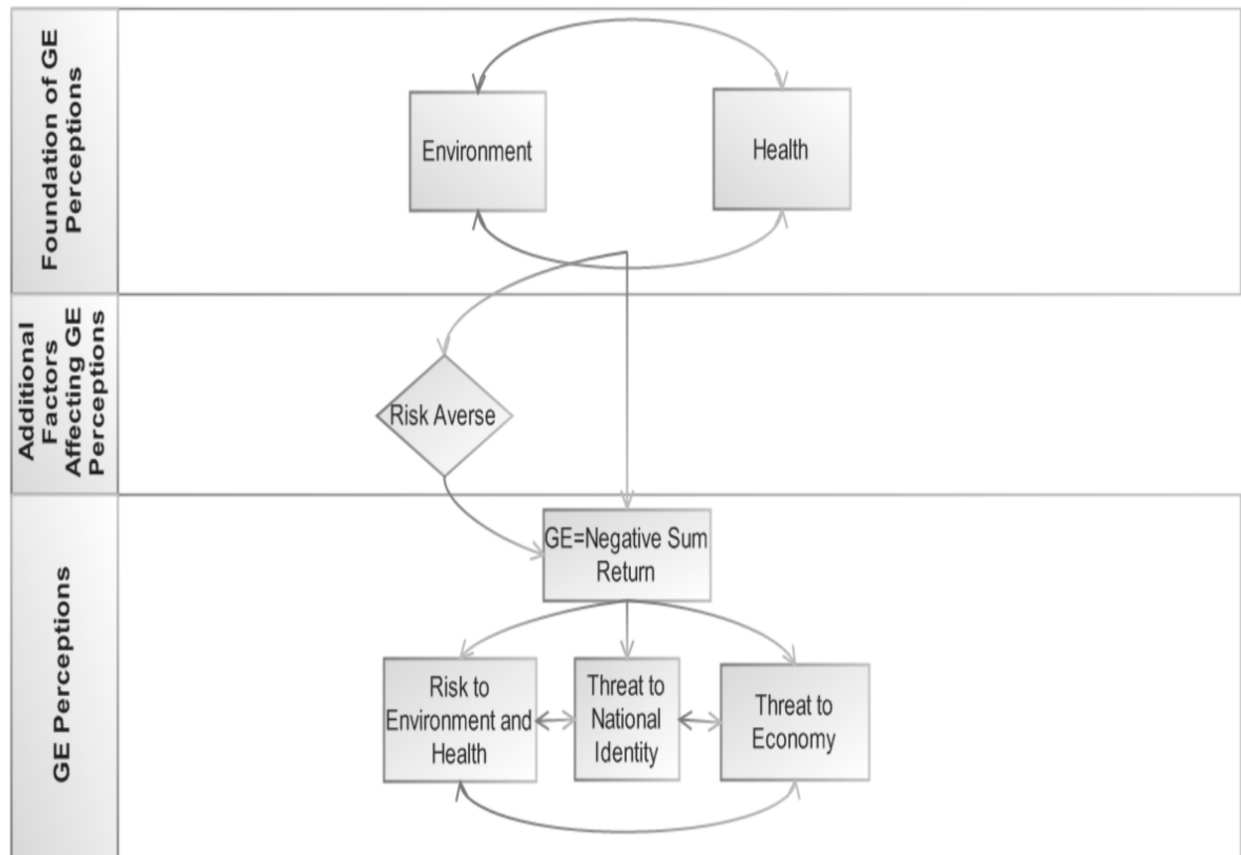 Foundation of GE
Perceptions
Environment
Health
Additional
Factors
Affecting GE
Perceptions
Risk Averse
GE Perceptions
GE=Negative Sum
Return
Risk to
Environment and
Health
Threat to
National
Identity
Threat to
Economy